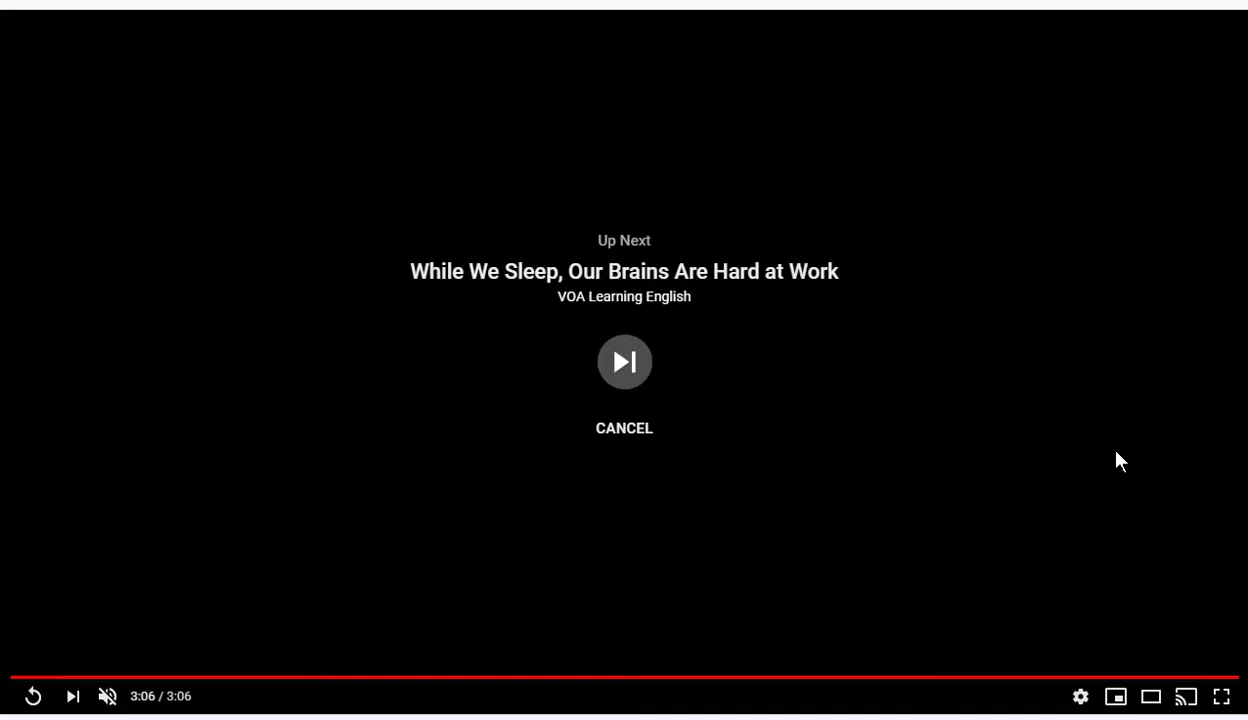 Up Next
While We Sleep, Our Brains Are Hard at Work
VOA Learning English
CANCEL
3:06 / 3:06